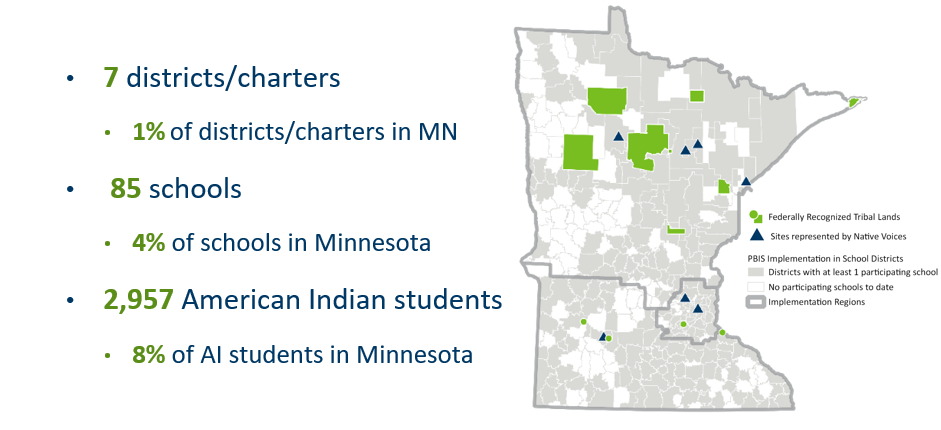 • 7 districts/charters
• 1% of districts/charters in MN
• 85 schools
• 4% of schools in Minnesota
• 2,957 American Indian students
• 8% of AI students in Minnesota
Federally Recognized Tribal Lands
Sites represented by Native Voices
PBIS Implementation in School Districts
Districts with at least 1 participating school
No participating schools to date
Implementation Regions